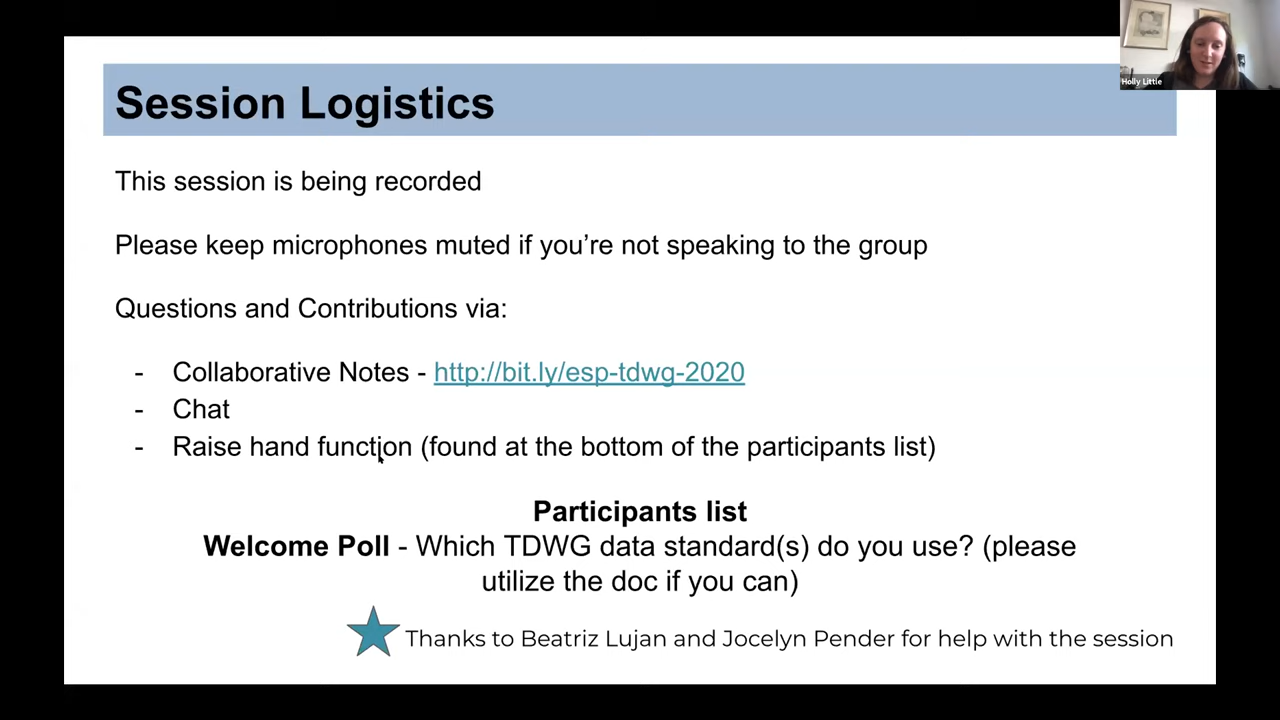 Holly Little
Session Logistics
This session is being recorded
Please keep microphones muted if you’re not speaking to the group
Questions and Contributions via:
- Collaborative Notes - http://bit.ly/esp-tdwg-2020
- Chat
- Raise hand function (found at the bottom of the participants list)
Participants list
Welcome Poll - Which TDWG data standard(s) do you use? (please
utilize the doc if you can)
Thanks to Beatriz Lujan and Jocelyn Pender for help with the session